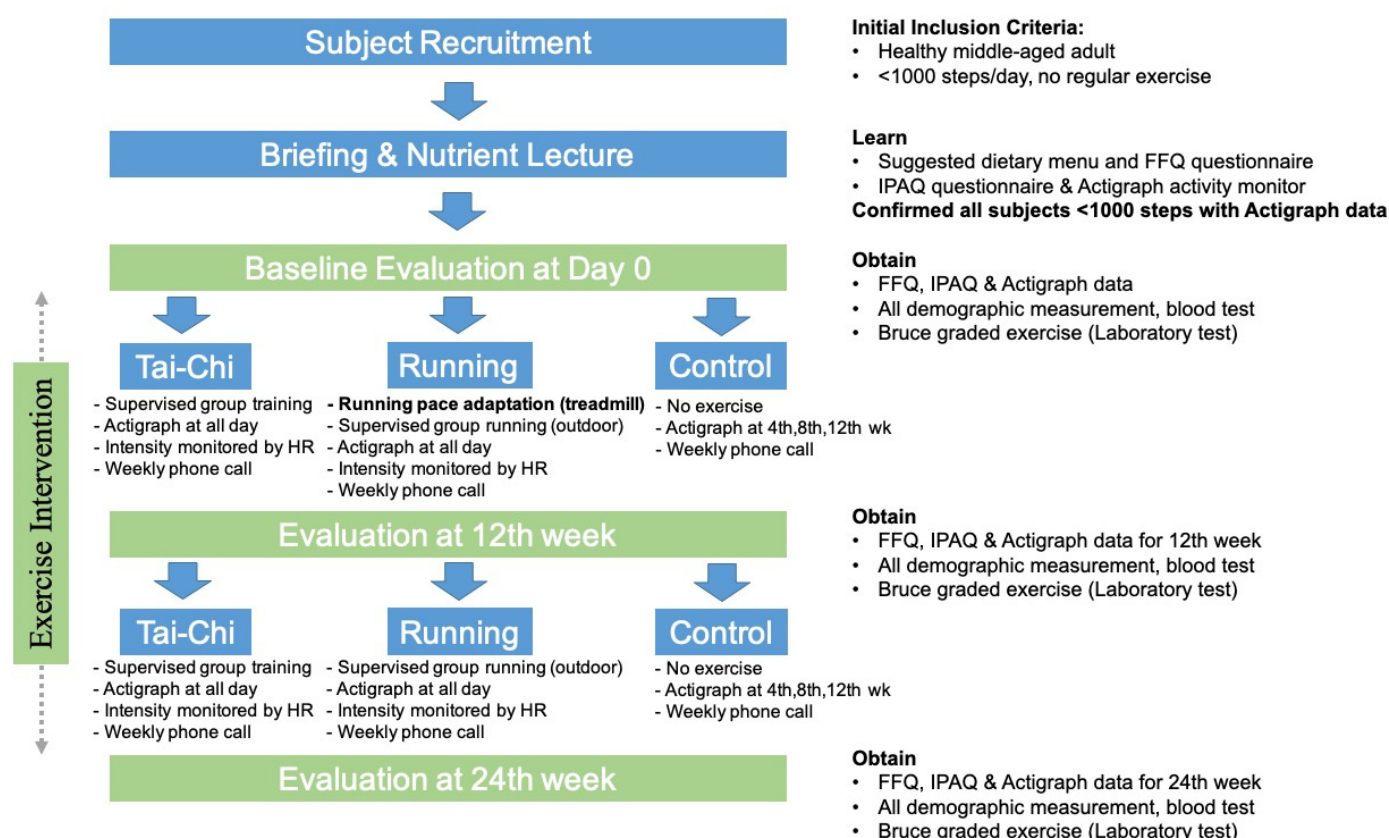 Subject Recruitment
Initial Inclusion Criteria:
• Healthy middle-aged adult
• <1000 steps/day, no regular exercise
Briefing & Nutrient Lecture
Learn
• Suggested dietary menu and FFQ questionnaire
• IPAQ questionnaire & Actigraph activity monitor
Confirmed all subjects <1000 steps with Actigraph data
Baseline Evaluation at Day 0
Obtain
• FFQ, IPAQ & Actigraph data
• All demographic measurement, blood test
• Bruce graded exercise (Laboratory test)
Exercise Intervention
Tai-Chi
- Supervised group training
- Actigraph at all day
- Intensity monitored by HR
- Weekly phone call
Running
- Running pace adaptation (treadmill)
- Supervised group running (outdoor)
- Actigraph at all day
- Intensity monitored by HR
- Weekly phone call
Control
- No exercise
- Actigraph at 4th,8th,12th wk
- Weekly phone call
Evaluation at 12th week
Obtain
• FFQ, IPAQ & Actigraph data for 12th week
• All demographic measurement, blood test
• Bruce graded exercise (Laboratory test)
Tai-Chi
- Supervised group training
- Actigraph at all day
- Intensity monitored by HR
- Weekly phone call
Running
- Supervised group running (outdoor)
- Actigraph at all day
- Intensity monitored by HR
- Weekly phone call
Control
- No exercise
- Actigraph at 4th,8th,12th wk
- Weekly phone call
Evaluation at 24th week
Obtain
• FFQ, IPAQ & Actigraph data for 24th week
• All demographic measurement, blood test
• Bruce graded exercise (Laboratory test)